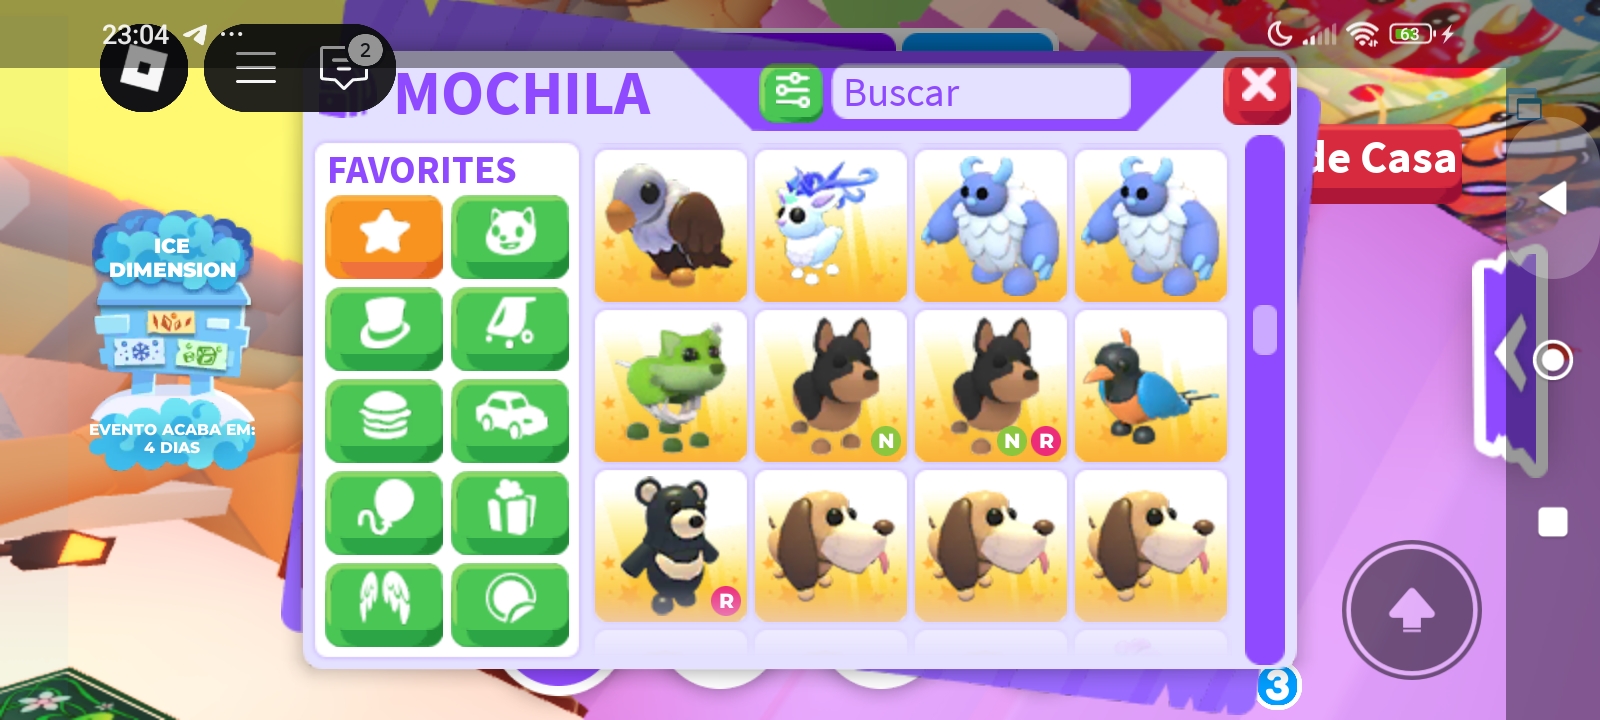 23:04
2
MOCHILA
Buscar
FAVORITES
de Casa
63
ICE
DIMENSION
EVENTO ACABA EM:
4 DIAS
N
N R
R
3